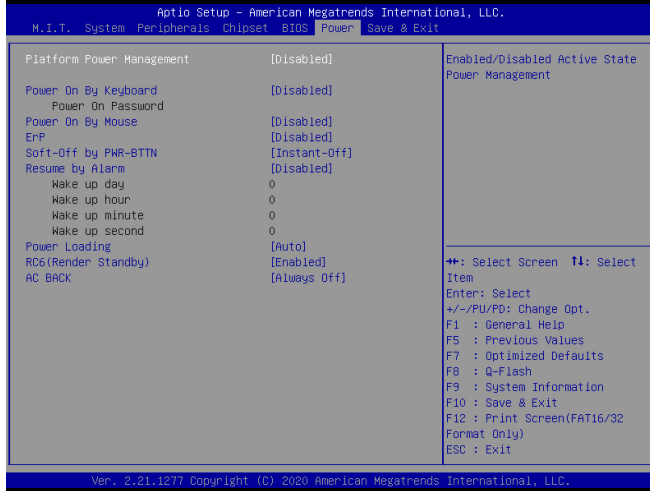 Aptio Setup - American Megatrends International, LLC.
M.I.T. System Peripherals Chipset BIOS Power Save & Exit
Platform Power Management [Disabled]
Power On By Keyboard [Disabled]
Power On Password
Power On By Mouse [Disabled]
ErP [Disabled]
Soft-Off by PWR-BTTN [Instant-Off]
Resume by Alarm [Disabled]
Wake up day 0
Wake up hour 0
Wake up minute 0
Wake up second 0
Power Loading [Auto]
RC6(Render Standby) [Enabled]
AC BACK [Always Off]
Enabled/Disabled Active State
Power Management
→←: Select Screen ↑↓: Select
Item
Enter: Select
+/-/PU/PD: Change Opt.
F1 : General Help
F5 : Previous Values
F7 : Optimized Defaults
F8 : Q-Flash
F9 : System Information
F10 : Save & Exit
F12 : Print Screen(FAT16/32
Format Only)
ESC : Exit
Ver. 2.21.1277 Copyright (C) 2020 American Megatrends International, LLC.